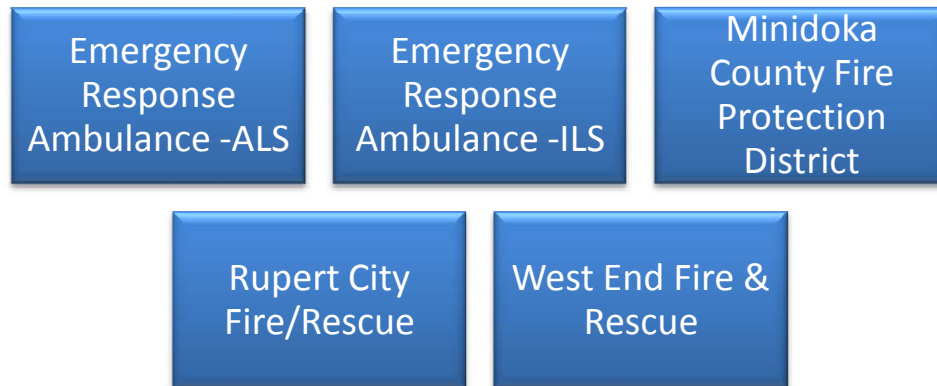 Emergency
Response
Ambulance -ALS
Emergency
Response
Ambulance -ILS
Minidoka
County Fire
Protection
District
Rupert City
Fire/Rescue
West End Fire &
Rescue